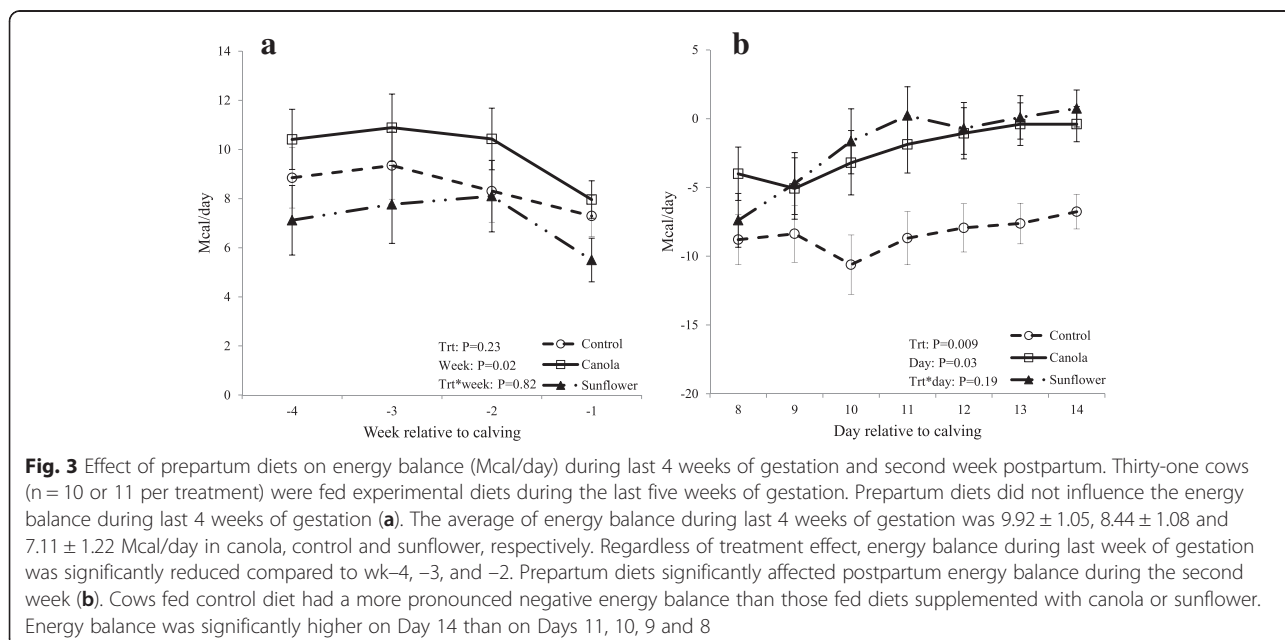 a
14
12
10
8
6
4
2
0
Mcal/day
-4 -3 -2 -1
Week relative to calving
Trt: P=0.23
Week: P=0.02
Trt*week: P=0.82
Control
Canola
Sunflower
b
5
0
-5
-10
-15
-20
Mcal/day
8 9 10 11 12 13 14
Day relative to calving
Trt: P=0.009
Day: P=0.03
Trt*day: P=0.19
Control
Canola
Sunflower
Fig. 3 Effect of prepartum diets on energy balance (Mcal/day) during last 4 weeks of gestation and second week postpartum. Thirty-one cows
(n = 10 or 11 per treatment) were fed experimental diets during the last five weeks of gestation. Prepartum diets did not influence the energy
balance during last 4 weeks of gestation (a). The average of energy balance during last 4 weeks of gestation was 9.92 ± 1.05, 8.44 ± 1.08 and
7.11 ± 1.22 Mcal/day in canola, control and sunflower, respectively. Regardless of treatment effect, energy balance during last week of gestation
was significantly reduced compared to wk–4, –3, and –2. Prepartum diets significantly affected postpartum energy balance during the second
week (b). Cows fed control diet had a more pronounced negative energy balance than those fed diets supplemented with canola or sunflower.
Energy balance was significantly higher on Day 14 than on Days 11, 10, 9 and 8